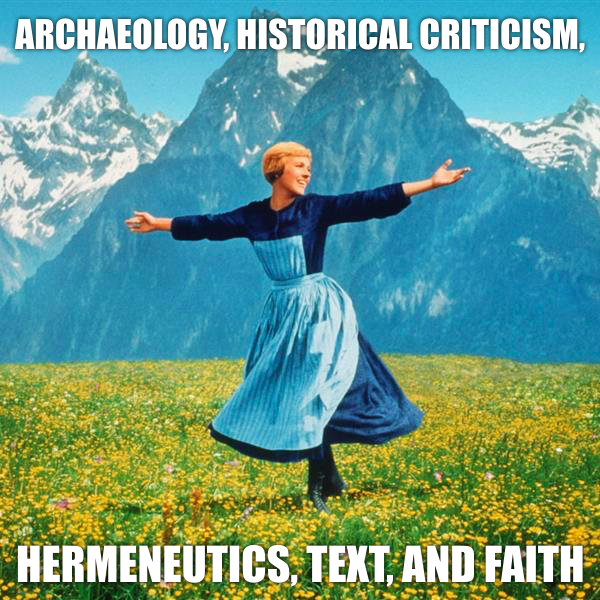 ARCHAEOLOGY, HISTORICAL CRITICISM,
HERMENEUTICS, TEXT, AND FAITH